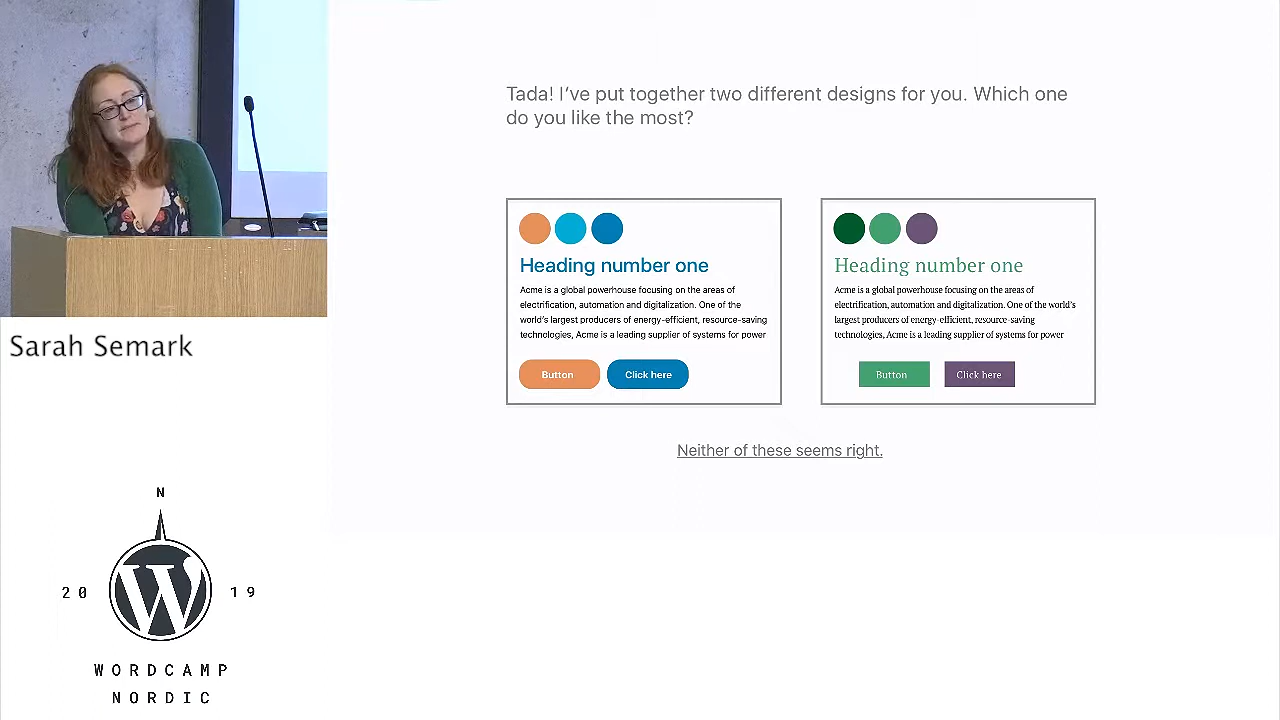 Tada! I've put together two different designs for you. Which one
do you like the most?
Heading number one
Acme is a global powerhouse focusing on the areas of
electrification, automation and digitalization. One of the
world's largest producers of energy-efficient, resource-saving
technologies, Acme is a leading supplier of systems for power
Button
Click here
Heading number one
Acme is a global powerhouse focusing on the areas of
electrification, automation and digitalization. One of the world's
largest producers of energy-efficient, resource-saving
technologies, Acme is a leading supplier of systems for power
Button
Click here
Neither of these seems right.
Sarah Semark
N
20 19
WORDCAMP
NORDIC